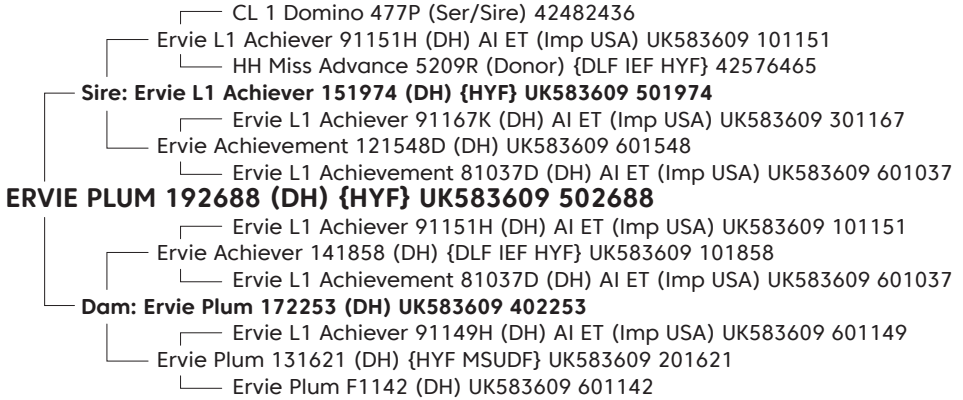 CL 1 Domino 477P (Ser/Sire) 42482436
Ervie L1 Achiever 91151H (DH) AI ET (Imp USA) UK583609 101151
HH Miss Advance 5209R (Donor) {DLF IEF HYF} 42576465
Sire: Ervie L1 Achiever 151974 (DH) {HYF} UK583609 501974
Ervie L1 Achiever 91167K (DH) AI ET (Imp USA) UK583609 301167
Ervie Achievement 121548D (DH) UK583609 601548
Ervie L1 Achievement 81037D (DH) AI ET (Imp USA) UK583609 601037
ERVIE PLUM 192688 (DH) {HYF} UK583609 502688
Ervie L1 Achiever 91151H (DH) AI ET (Imp USA) UK583609 101151
Ervie Achiever 141858 (DH) {DLF IEF HYF} UK583609 101858
Ervie L1 Achievement 81037D (DH) AI ET (Imp USA) UK583609 601037
Dam: Ervie Plum 172253 (DH) UK583609 402253
Ervie L1 Achiever 91149H (DH) AI ET (Imp USA) UK583609 601149
Ervie Plum 131621 (DH) {HYF MSUDF} UK583609 201621
Ervie Plum F1142 (DH) UK583609 601142